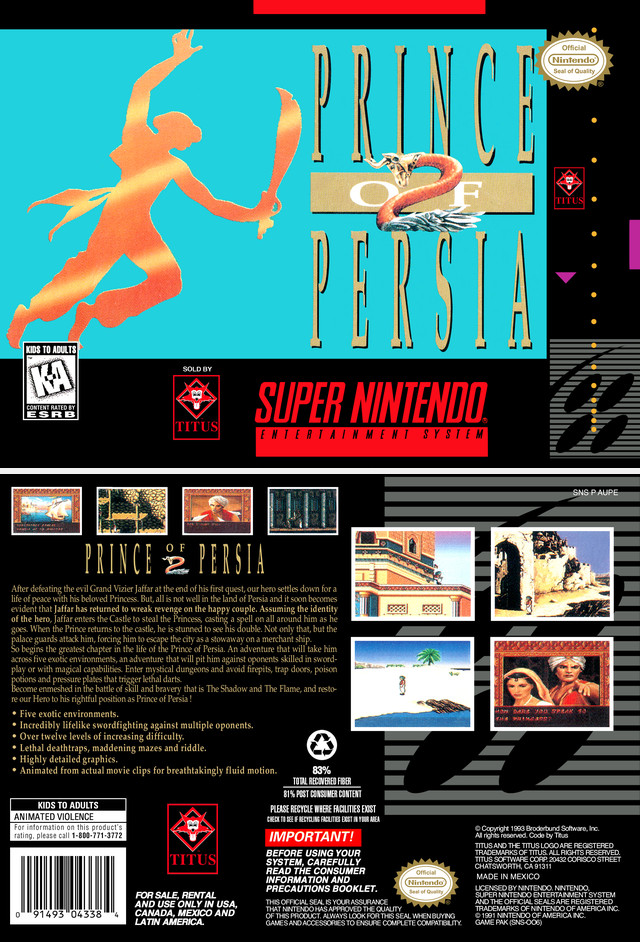 PRINCE
OF
2
PERSIA
Official
Nintendo
Seal of Quality
TITUS
KIDS TO ADULTS
K-A
CONTENT RATED BY
ESRB
SOLD BY
TITUS
SUPER NINTENDO
ENTERTAINMENT SYSTEM
SNS P AUPE
PRINCE OF 2 PERSIA
After defeating the evil Grand Vizier Jaffar at the end of his first quest, our hero settles down for a
life of peace with his beloved Princess. But, all is not well in the land of Persia and it soon becomes
evident that Jaffar has returned to wreak revenge on the happy couple. Assuming the identity
of the hero, Jaffar enters the Castle to steal the Princess, casting a spell on all around him as he
goes. When the Prince returns to the castle, he is stunned to see his double. Not only that, but the
palace guards attack him, forcing him to escape the city as a stowaway on a merchant ship.
So begins the greatest chapter in the life of the Prince of Persia. An adventure that will take him
across five exotic environments, an adventure that will pit him against opponents skilled in sword-
play or with magical capabilities. Enter mystical dungeons and avoid firepits, trap doors, poison
potions and pressure plates that trigger lethal darts.
Become enmeshed in the battle of skill and bravery that is The Shadow and The Flame, and resto-
re our Hero to his rightful position as Prince of Persia !
• Five exotic environments.
• Incredibly lifelike swordfighting against multiple oponents.
• Over twelve levels of increasing difficulty.
• Lethal deathtraps, maddening mazes and riddle.
• Highly detailed graphics.
• Animated from actual movie clips for breathtakingly fluid motion.
HOW DARE YOU SPEAK TO
THE PRINCESS?
83%
TOTAL RECOVERED FIBER
81% POST CONSUMER CONTENT
PLEASE RECYCLE WHERE FACILITIES EXIST
CHECK TO SEE IF RECYCLING FACILITIES EXIST IN YOUR AREA
KIDS TO ADULTS
ANIMATED VIOLENCE
For information on this product's
rating, please call 1-800-771-3772
0 91493 04338 4
TITUS
FOR SALE, RENTAL
AND USE ONLY IN USA,
CANADA, MEXICO AND
LATIN AMERICA.
IMPORTANT!
BEFORE USING YOUR
SYSTEM, CAREFULLY
READ THE CONSUMER
INFORMATION AND
PRECAUTIONS BOOKLET.
Official
Nintendo
Seal of Quality
THIS OFFICIAL SEAL IS YOUR ASSURANCE
THAT NINTENDO HAS APPROVED THE QUALITY
OF THIS PRODUCT. ALWAYS LOOK FOR THIS SEAL WHEN BUYING
GAMES AND ACCESSORIES TO ENSURE COMPLETE COMPATIBILITY.
© Copyright 1993 Broderbund Software, Inc.
All rights reserved. Code by Titus
TITUS AND THE TITUS LOGO ARE REGISTERED
TRADEMARKS OF TITUS. ALL RIGHTS RESERVED.
TITUS SOFTWARE CORP. 20432 CORISCO STREET
CHATSWORTH, CA 91311
MADE IN MEXICO
LICENSED BY NINTENDO. NINTENDO,
SUPER NINTENDO ENTERTAINMENT SYSTEM
AND THE OFFICIAL SEALS ARE REGISTERED
TRADEMARKS OF NINTENDO OF AMERICA INC.
© 1991 NINTENDO OF AMERICA INC.
GAME PAK (SNS-006)